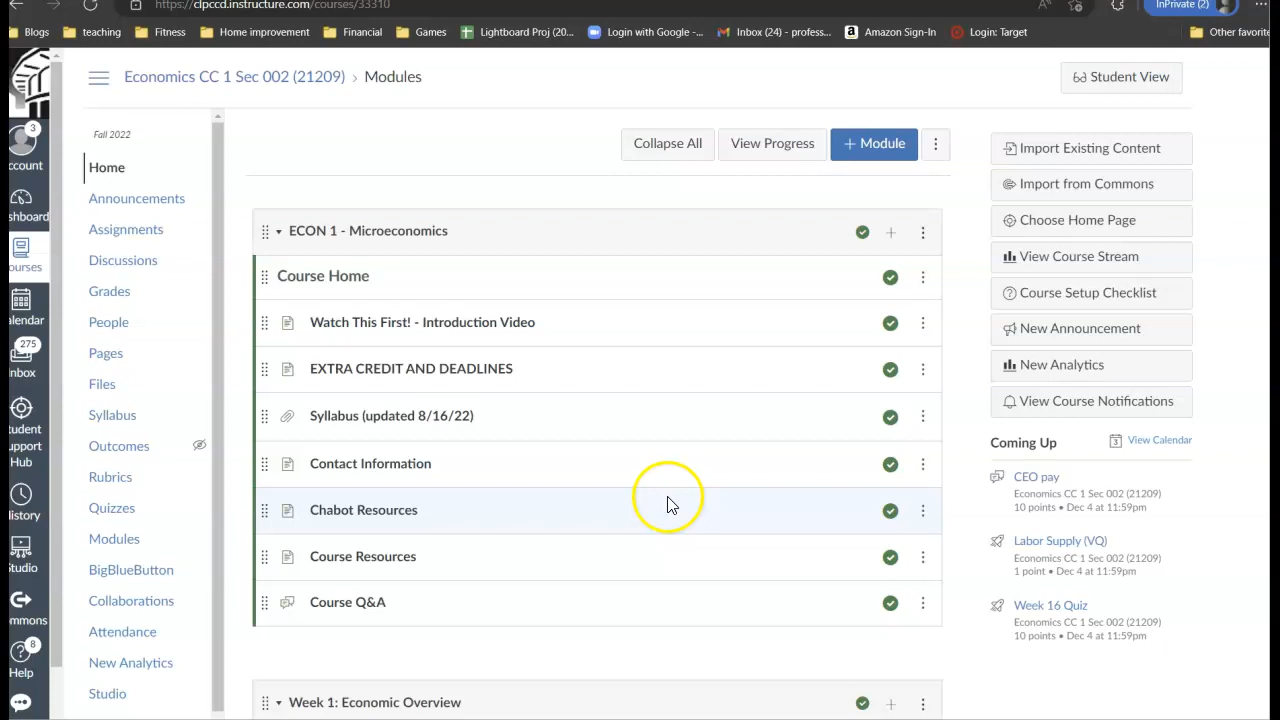 https://clpccd.instructure.com/courses/33310
InPrivate (2)
Blogs
teaching
Fitness
Home improvement
Financial
Games
Lightboard Proj (20...
Login with Google -...
Inbox (24) - profess...
Amazon Sign-In
Login: Target
Other favorite
Economics CC 1 Sec 002 (21209) › Modules
Student View
3
ccount
shboard
ourses
alendar
275
nbox
tudent
upport
Hub
istory
tudio
mmons
8
Help
Fall 2022
Home
Announcements
Assignments
Discussions
Grades
People
Pages
Files
Syllabus
Outcomes
Rubrics
Quizzes
Modules
BigBlueButton
Collaborations
Attendance
New Analytics
Studio
Collapse All
View Progress
+ Module
ECON 1 - Microeconomics
Course Home
Watch This First! - Introduction Video
EXTRA CREDIT AND DEADLINES
Syllabus (updated 8/16/22)
Contact Information
Chabot Resources
Course Resources
Course Q&A
Week 1: Economic Overview
Import Existing Content
Import from Commons
Choose Home Page
View Course Stream
Course Setup Checklist
New Announcement
New Analytics
View Course Notifications
Coming Up
3
View Calendar
CEO pay
Economics CC 1 Sec 002 (21209)
10 points • Dec 4 at 11:59pm
Labor Supply (VQ)
Economics CC 1 Sec 002 (21209)
1 point • Dec 4 at 11:59pm
Week 16 Quiz
Economics CC 1 Sec 002 (21209)
10 points • Dec 4 at 11:59pm